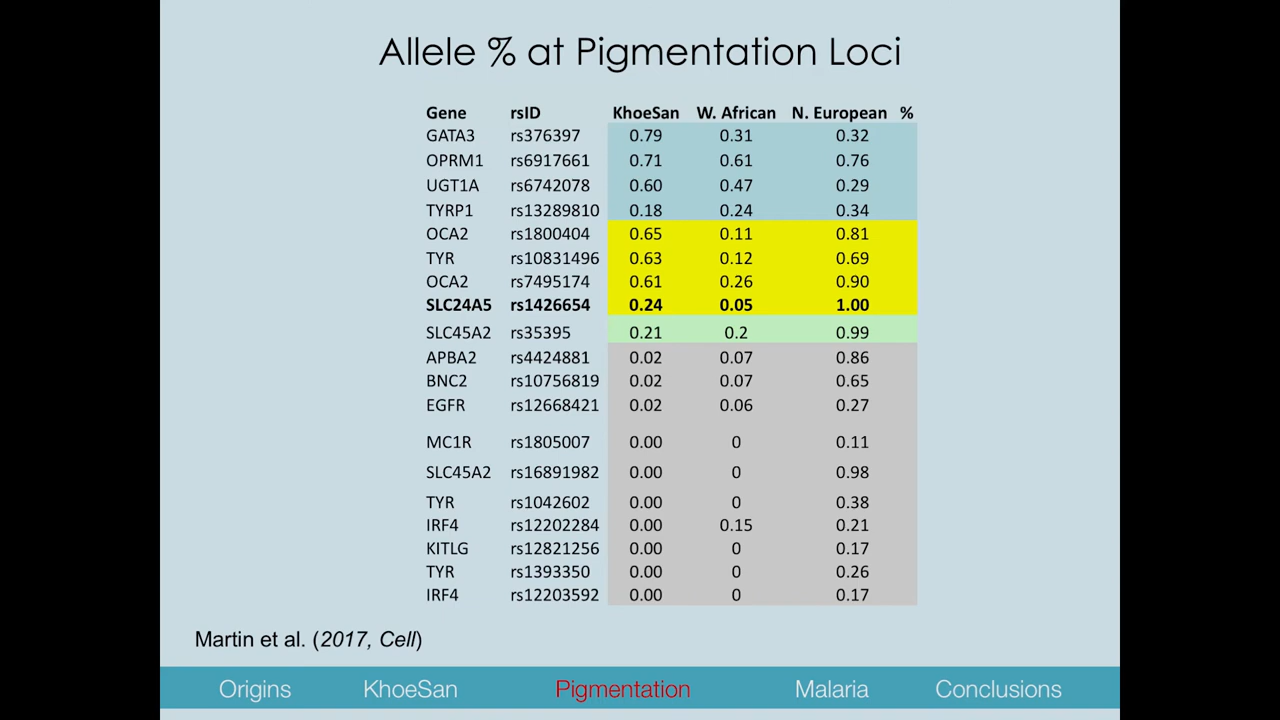 Allele % at Pigmentation Loci
Gene rsID KhoeSan W. African N. European %
GATA3 rs376397 0.79 0.31 0.32
OPRM1 rs6917661 0.71 0.61 0.76
UGT1A rs6742078 0.60 0.47 0.29
TYRP1 rs13289810 0.18 0.24 0.34
OCA2 rs1800404 0.65 0.11 0.81
TYR rs10831496 0.63 0.12 0.69
OCA2 rs7495174 0.61 0.26 0.90
SLC24A5 rs1426654 0.24 0.05 1.00
SLC45A2 rs35395 0.21 0.2 0.99
APBA2 rs4424881 0.02 0.07 0.86
BNC2 rs10756819 0.02 0.07 0.65
EGFR rs12668421 0.02 0.06 0.27
MC1R rs1805007 0.00 0 0.11
SLC45A2 rs16891982 0.00 0 0.98
TYR rs1042602 0.00 0 0.38
IRF4 rs12202284 0.00 0.15 0.21
KITLG rs12821256 0.00 0 0.17
TYR rs1393350 0.00 0 0.26
IRF4 rs12203592 0.00 0 0.17
Martin et al. (2017, Cell)
Origins KhoeSan Pigmentation Malaria Conclusions